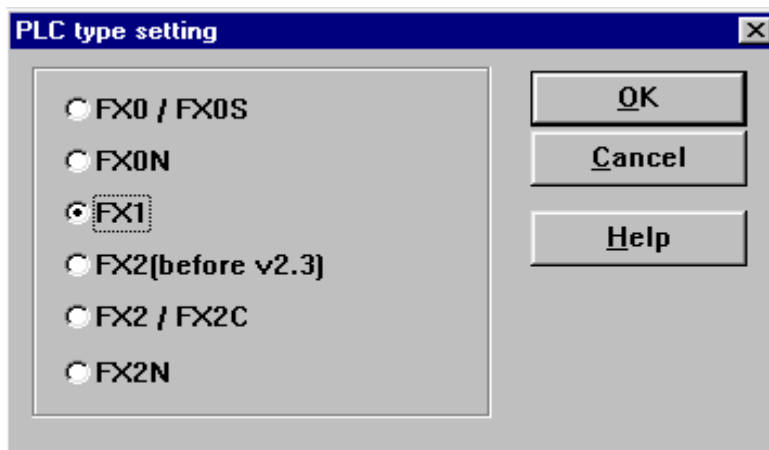 PLC type setting
FX0 / FX0S
FX0N
FX1
FX2(before v2.3)
FX2 / FX2C
FX2N
OK
Cancel
Help